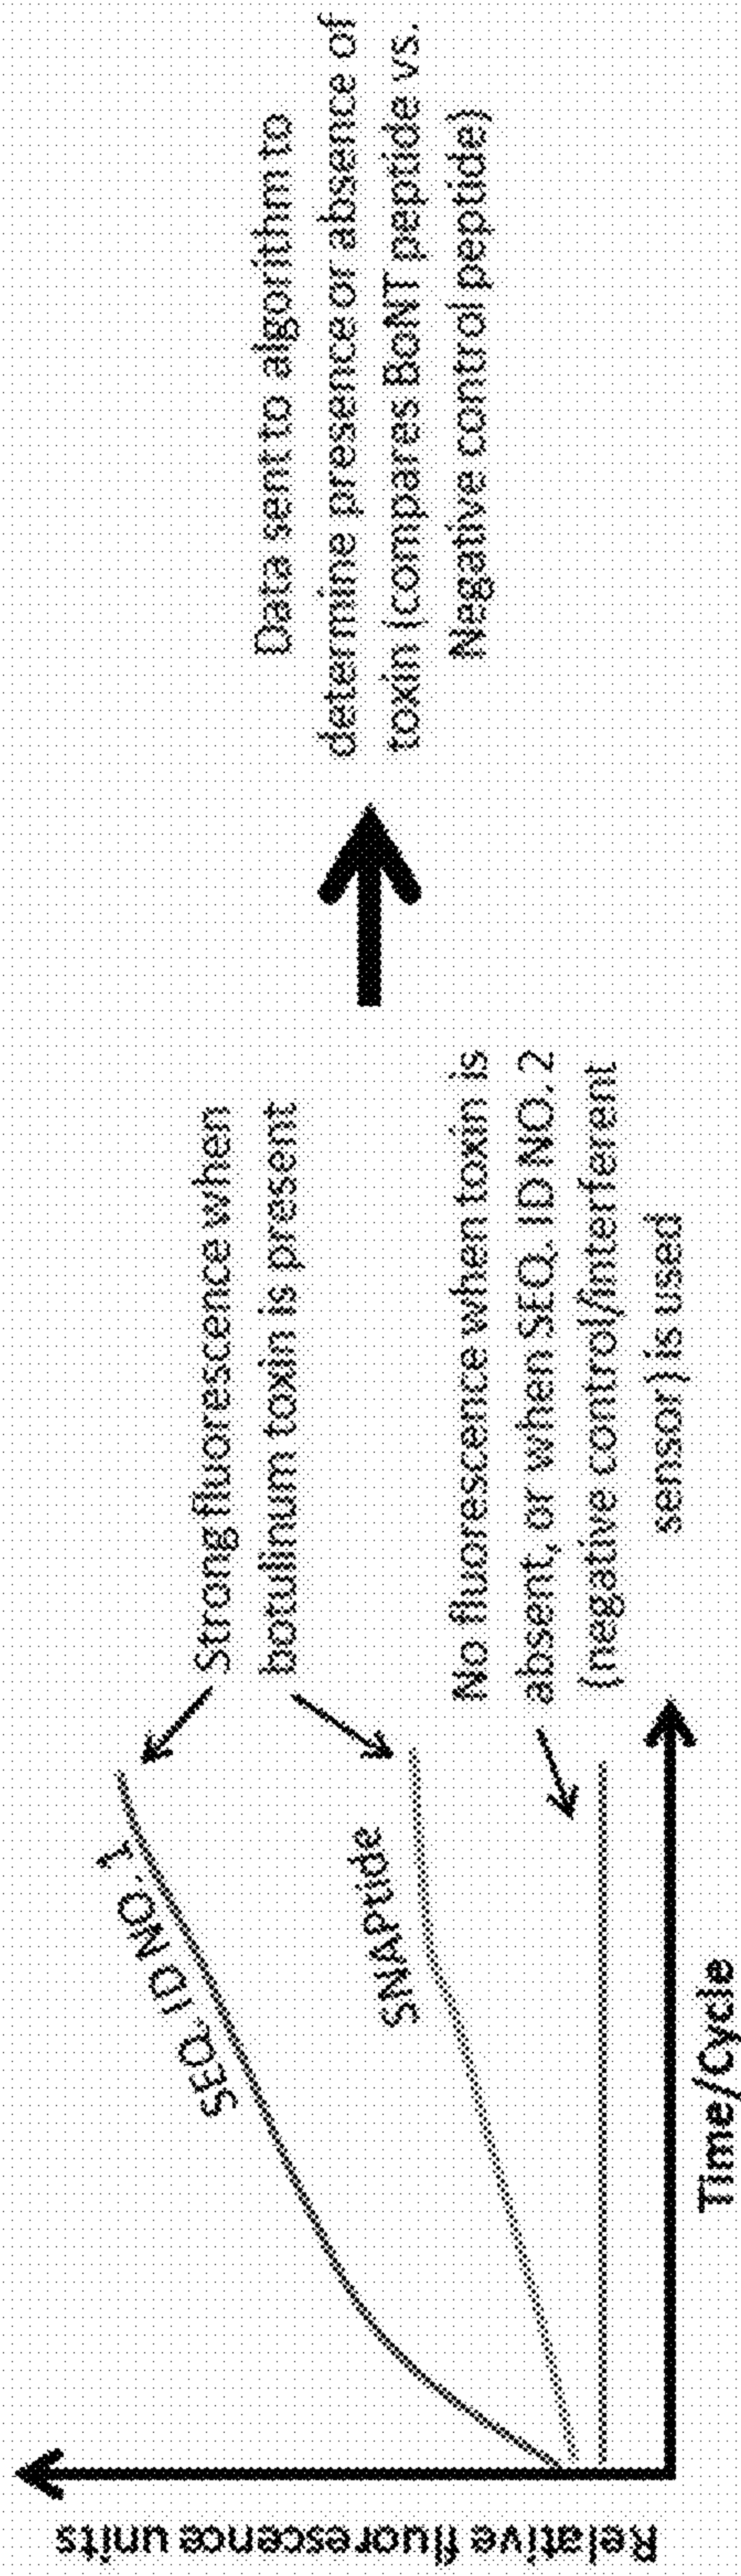 Relative fluorescence units
SEQ. ID NO. 1
SNAPtide
Time/Cycle
Strong fluorescence when
botulinum toxin is present
No fluorescence when toxin is
absent, or when SEQ. ID NO. 2
(negative control/interferent
sensor) is used
Data sent to algorithm to
determine presence or absence of
toxin (compares BoNT peptide vs.
Negative control peptide)